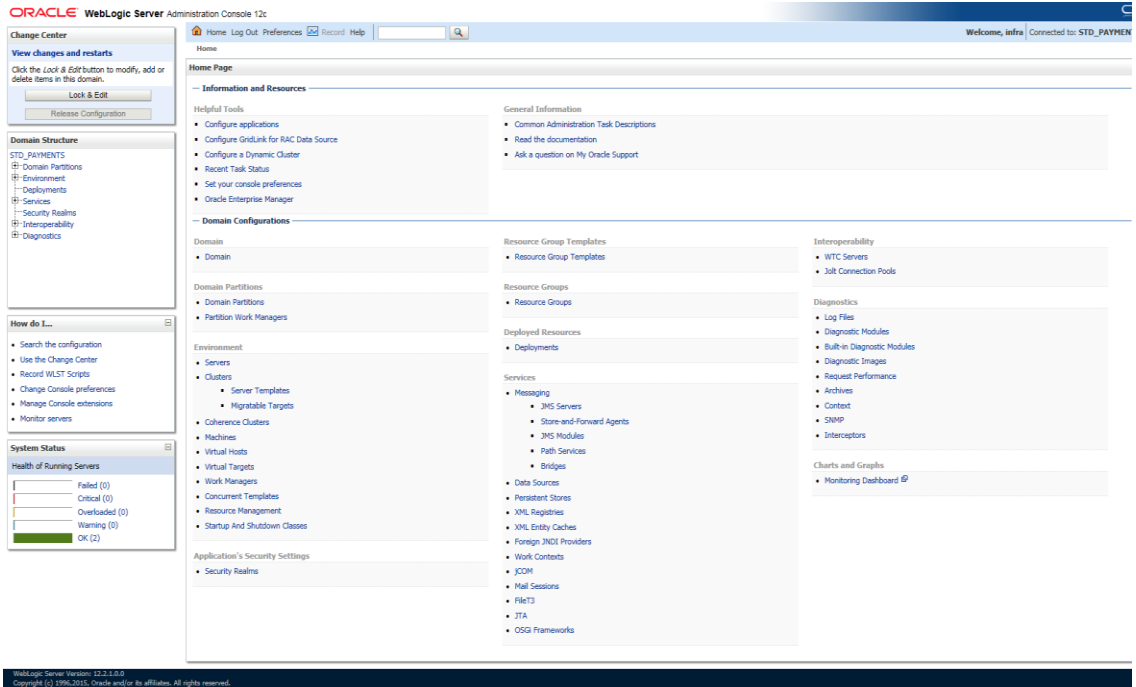 ORACLE WebLogic Server Administration Console 12c
Change Center
View changes and restarts
Click the Lock & Edit button to modify, add or
delete items in this domain.
Lock & Edit
Release Configuration
Domain Structure
STD_PAYMENTS
Domain Partitions
Environment
Deployments
Services
Security Realms
Interoperability
Diagnostics
How do I...
Search the configuration
Use the Change Center
Record WLST Scripts
Change Console preferences
Manage Console extensions
Monitor servers
System Status
Health of Running Servers
Failed (0)
Critical (0)
Overloaded (0)
Warning (0)
OK (2)
Home Log Out Preferences Record Help
Welcome, infra Connected to: STD_PAYMEN
Home
Home Page
Information and Resources
Helpful Tools
Configure applications
Configure GridLink for RAC Data Source
Configure a Dynamic Cluster
Recent Task Status
Set your console preferences
Oracle Enterprise Manager
General Information
Common Administration Task Descriptions
Read the documentation
Ask a question on My Oracle Support
Domain Configurations
Domain
Domain
Domain Partitions
Domain Partitions
Partition Work Managers
Environment
Servers
Clusters
Server Templates
Migratable Targets
Coherence Clusters
Machines
Virtual Hosts
Virtual Targets
Work Managers
Concurrent Templates
Resource Management
Startup And Shutdown Classes
Application's Security Settings
Security Realms
Resource Group Templates
Resource Group Templates
Resource Groups
Resource Groups
Deployed Resources
Deployments
Services
Messaging
JMS Servers
Store-and-Forward Agents
JMS Modules
Path Services
Bridges
Data Sources
Persistent Stores
XML Registries
XML Entity Caches
Foreign JNDI Providers
Work Contexts
jCOM
Mail Sessions
FileT3
JTA
OSGi Frameworks
Interoperability
WTC Servers
Jolt Connection Pools
Diagnostics
Log Files
Diagnostic Modules
Built-in Diagnostic Modules
Diagnostic Images
Request Performance
Archives
Context
SNMP
Interceptors
Charts and Graphs
Monitoring Dashboard
WebLogic Server Version: 12.2.1.0.0
Copyright (c) 1996,2015, Oracle and/or its affiliates. All rights reserved.